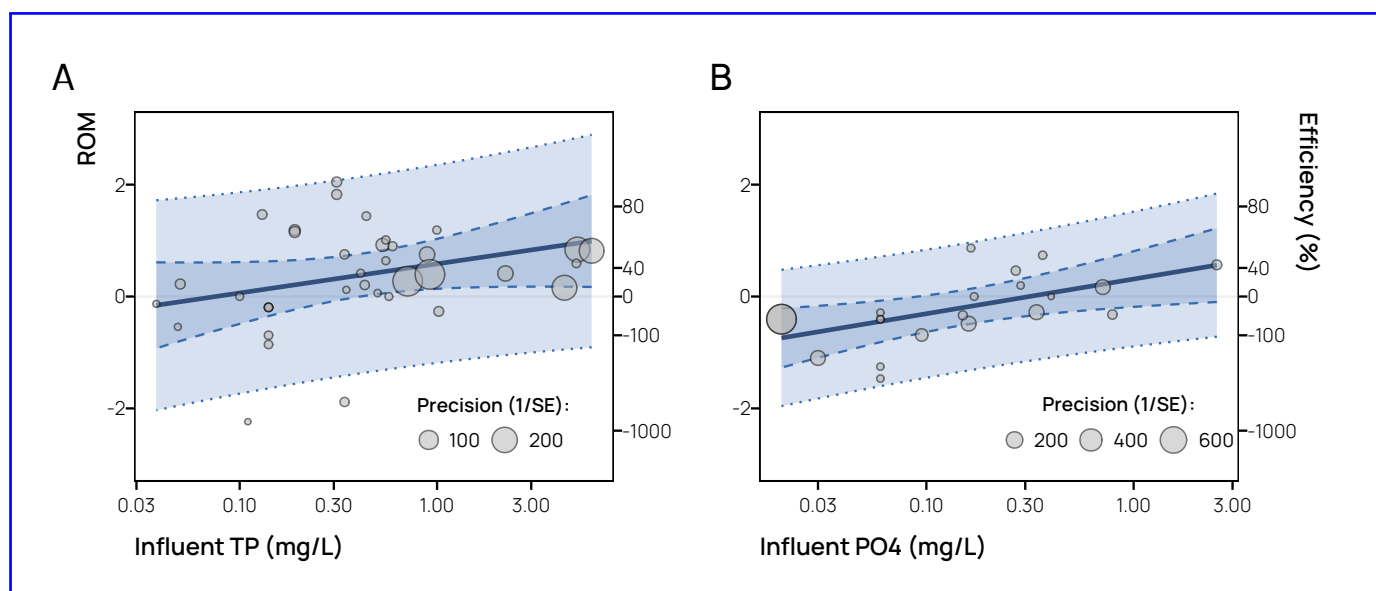 A
B
ROM
2
0
-2
80
40
0
-100
-1000
Precision (1/SE):
100 200
0.03 0.10 0.30 1.00 3.00
Influent TP (mg/L)
2
0
-2
80
40
0
-100
-1000
Efficiency (%)
Precision (1/SE):
200 400 600
0.03 0.10 0.30 1.00 3.00
Influent PO4 (mg/L)